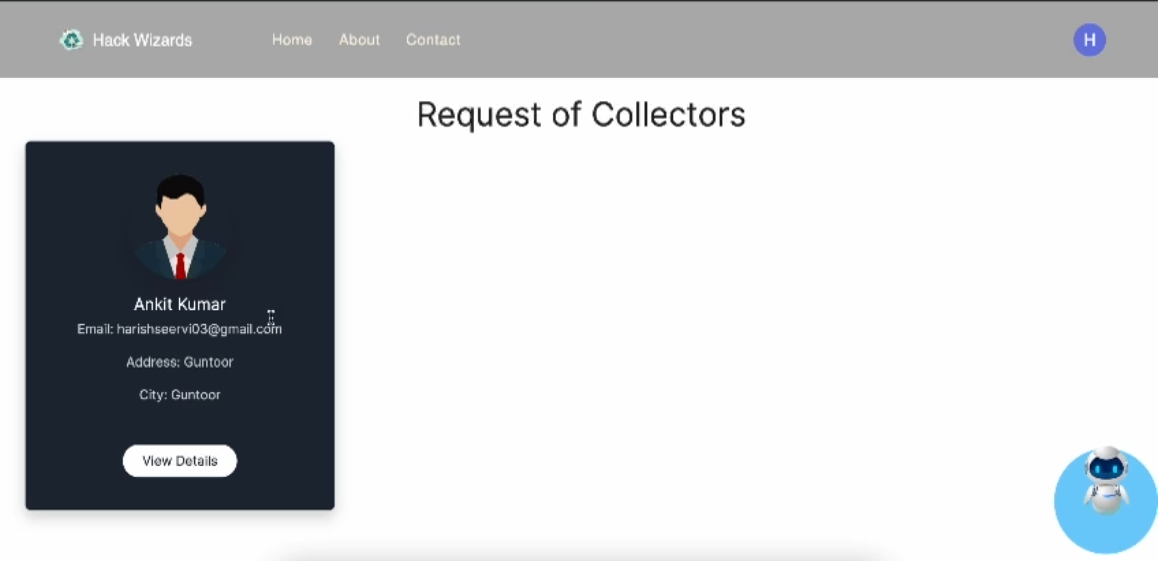 Hack Wizards Home About Contact H
Request of Collectors
Ankit Kumar
Email: harishseervi03@gmail.com
Address: Guntoor
City: Guntoor
View Details